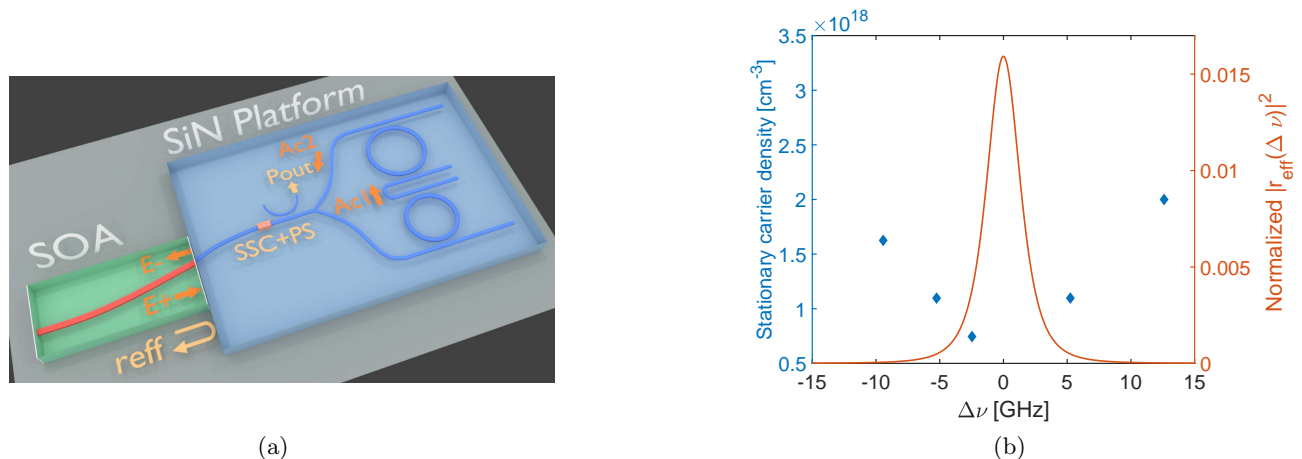 SiN Platform
Ac2
Pout
Ac1
SSC+PS
SOA
E-
E+
reff
(a)
×10^18
Stationary carrier density [cm^-3]
3.5
3
2.5
2
1.5
1
0.5
-15 -10 -5 0 5 10 15
Δν [GHz]
0.015
0.01
0.005
0
Normalized |r_eff(Δ ν)|^2
(b)